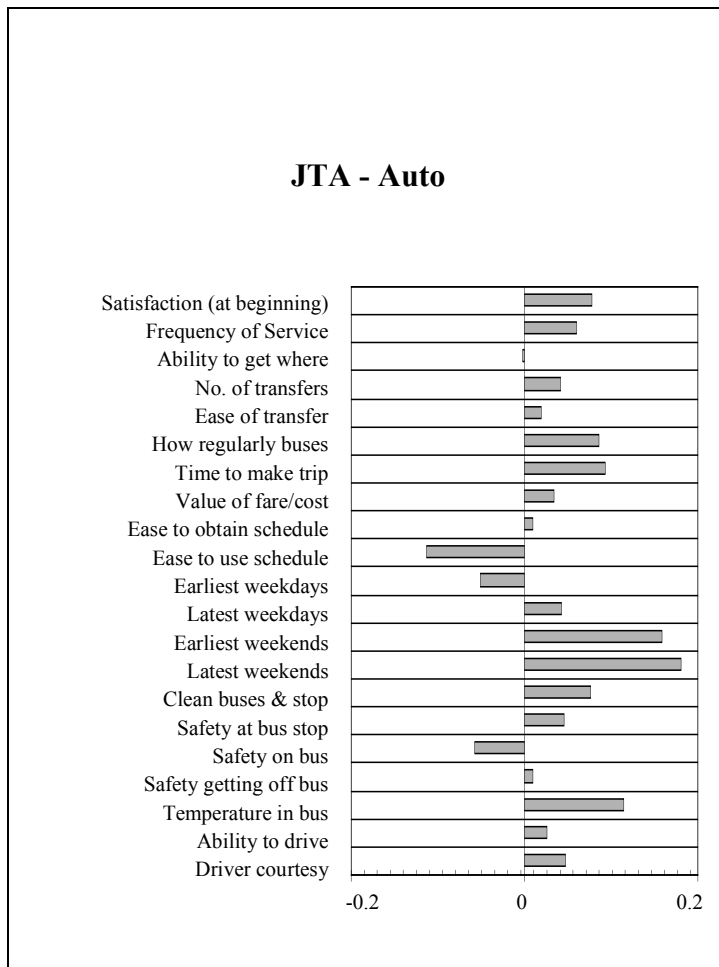 JTA - Auto
Satisfaction (at beginning)
Frequency of Service
Ability to get where
No. of transfers
Ease of transfer
How regularly buses
Time to make trip
Value of fare/cost
Ease to obtain schedule
Ease to use schedule
Earliest weekdays
Latest weekdays
Earliest weekends
Latest weekends
Clean buses & stop
Safety at bus stop
Safety on bus
Safety getting off bus
Temperature in bus
Ability to drive
Driver courtesy
-0.2 0 0.2